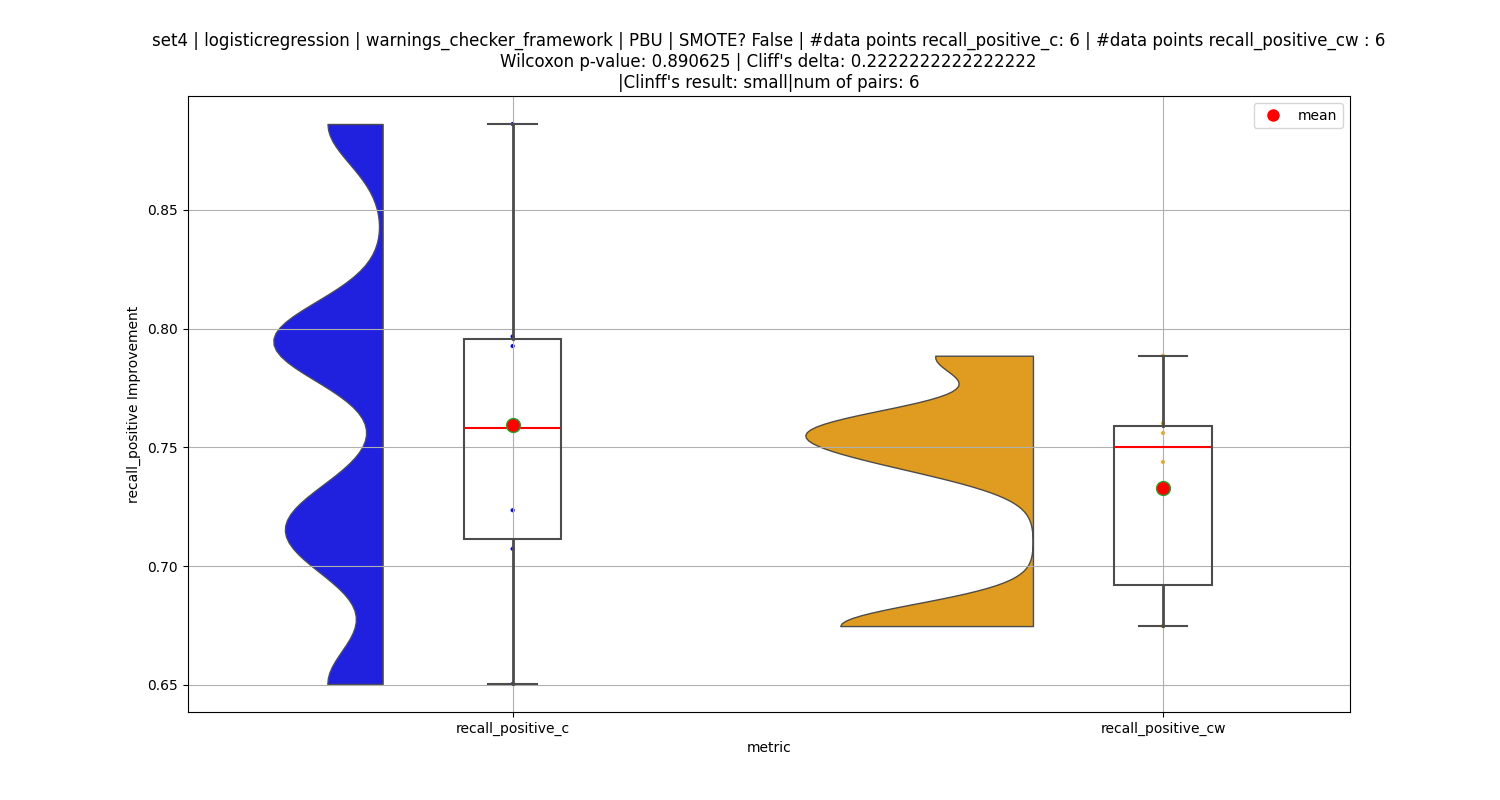 set4 | logisticregression | warnings_checker_framework | PBU | SMOTE? False | #data points recall_positive_c: 6 | #data points recall_positive_cw : 6
Wilcoxon p-value: 0.890625 | Cliff's delta: 0.2222222222222222
|Clinff's result: small|num of pairs: 6
mean
0.85
0.80
0.75
0.70
0.65
recall_positive Improvement
recall_positive_c
recall_positive_cw
metric